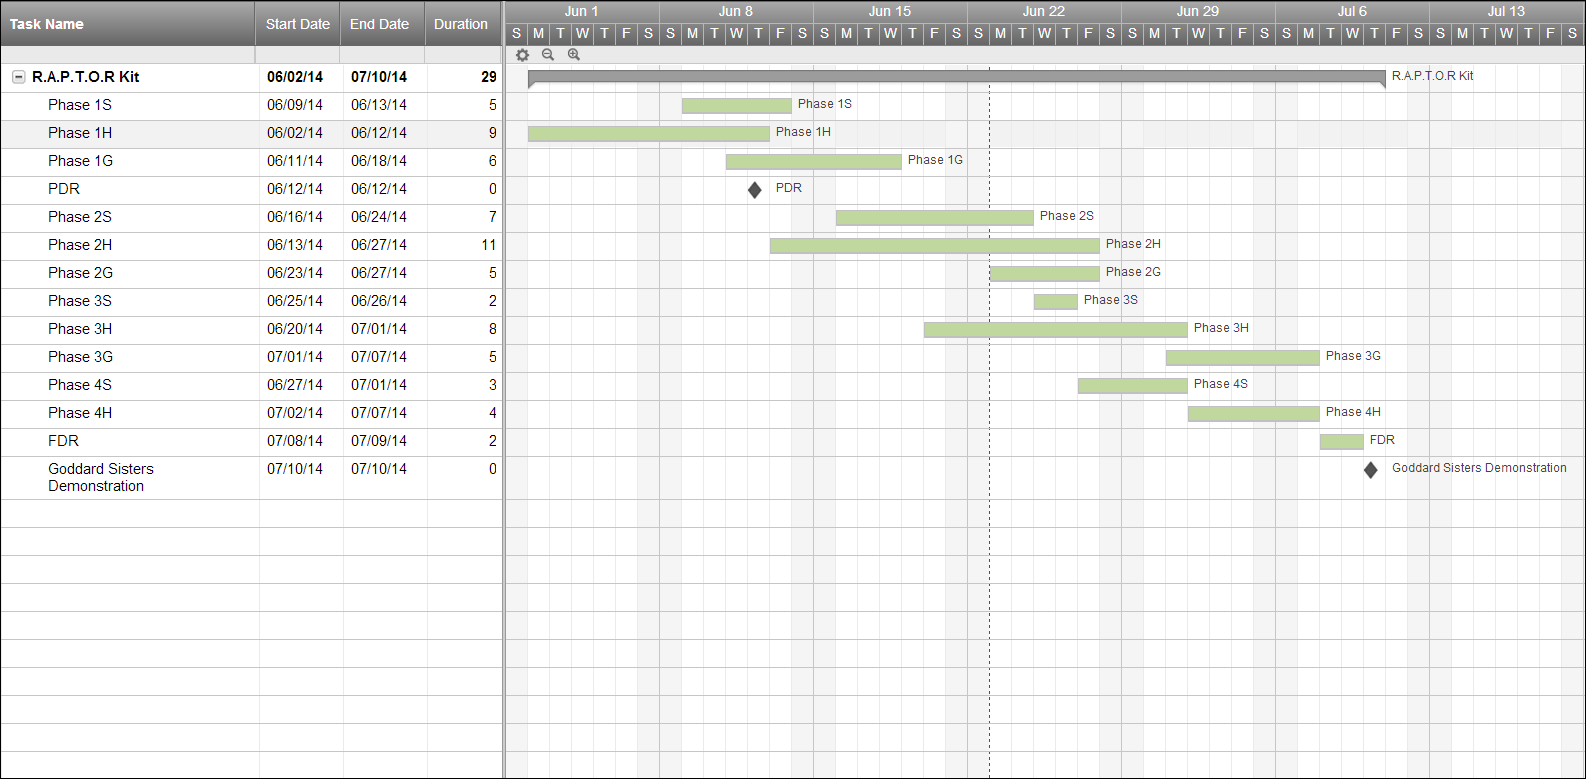 Task Name Start Date End Date Duration Jun 1 Jun 8 Jun 15 Jun 22 Jun 29 Jul 6 Jul 13
S M T W T F S S M T W T F S S M T W T F S S M T W T F S S M T W T F S S M T W T F S S M T W T F S
R.A.P.T.O.R Kit 06/02/14 07/10/14 29 R.A.P.T.O.R Kit
Phase 1S 06/09/14 06/13/14 5 Phase 1S
Phase 1H 06/02/14 06/12/14 9 Phase 1H
Phase 1G 06/11/14 06/18/14 6 Phase 1G
PDR 06/12/14 06/12/14 0 PDR
Phase 2S 06/16/14 06/24/14 7 Phase 2S
Phase 2H 06/13/14 06/27/14 11 Phase 2H
Phase 2G 06/23/14 06/27/14 5 Phase 2G
Phase 3S 06/25/14 06/26/14 2 Phase 3S
Phase 3H 06/20/14 07/01/14 8 Phase 3H
Phase 3G 07/01/14 07/07/14 5 Phase 3G
Phase 4S 06/27/14 07/01/14 3 Phase 4S
Phase 4H 07/02/14 07/07/14 4 Phase 4H
FDR 07/08/14 07/09/14 2 FDR
Goddard Sisters 07/10/14 07/10/14 0 Goddard Sisters Demonstration
Demonstration